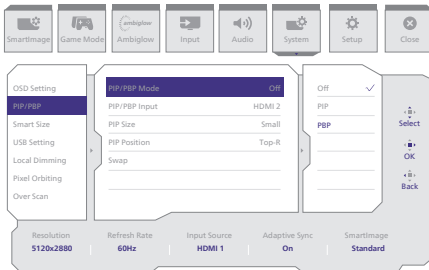 ambiglow
SmartImage Game Mode Ambiglow Input Audio System Setup Close
OSD Setting PIP/PBP Mode Off Off
PIP/PBP PIP/PBP Input HDMI 2 PIP
Smart Size PIP Size Small PBP Select
USB Setting PIP Position Top-R
Local Dimming Swap OK
Pixel Orbiting Back
Over Scan
Resolution Refresh Rate Input Source Adaptive Sync SmartImage
5120x2880 60Hz HDMI 1 On Standard